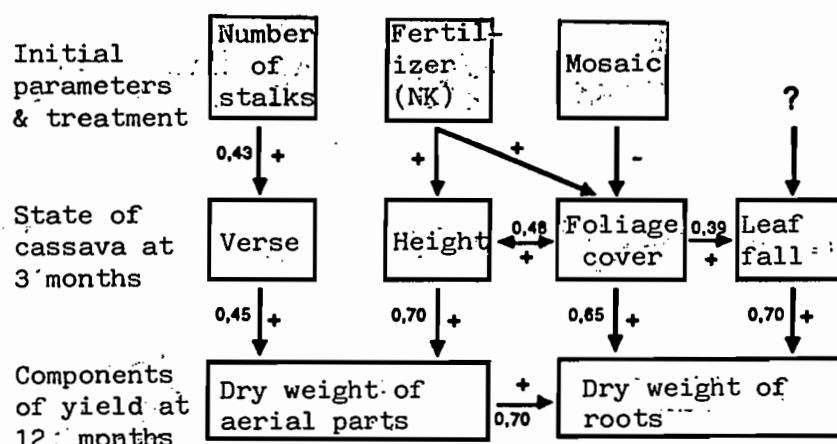 Initial
parameters
& treatment
Number
of
stalks
Fertil-
izer
(NK)
Mosaic
?
0,43 +
+
+
-
State of
cassava at
3 months
Verse
Height
0,48
+
Foliage
cover
0,39
+
Leaf
fall
0,45 +
0,70 +
0,65 +
0,70 +
Components
of yield at
12 months
Dry weight of
aerial parts
+
0,70
Dry weight of
roots